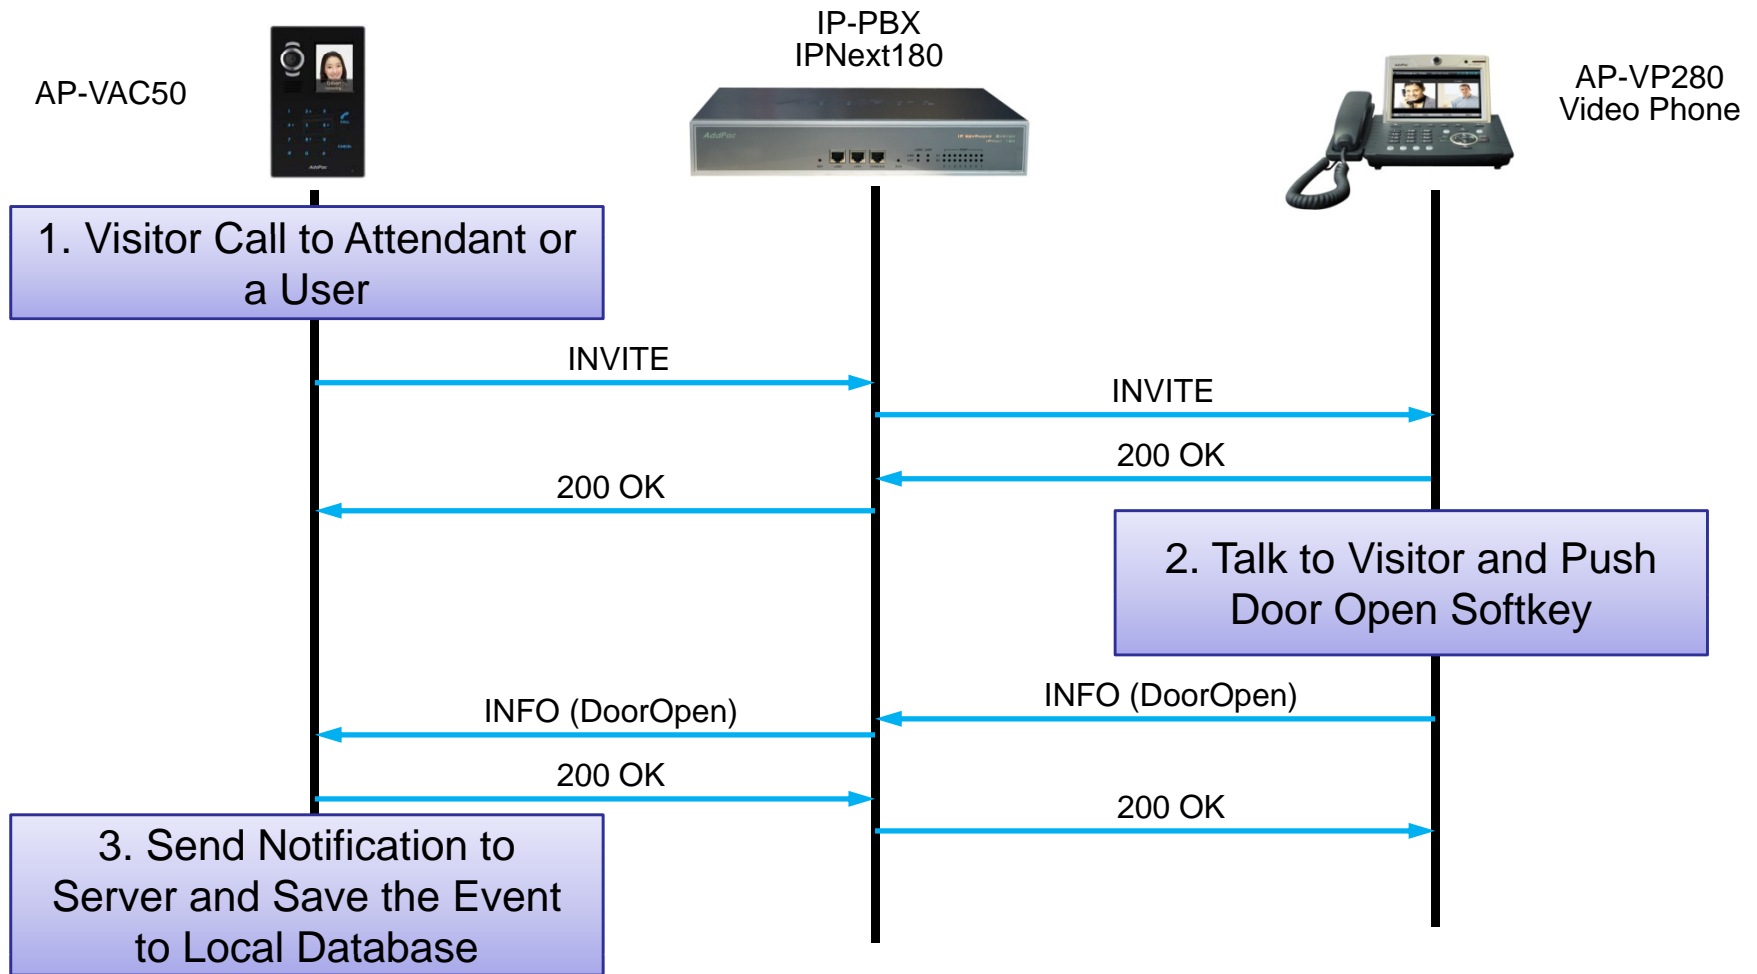 IP-PBX
IPNext180
AP-VAC50
AP-VP280
Video Phone
AddPac
AddPac
1. Visitor Call to Attendant or
a User
INVITE
INVITE
200 OK
200 OK
2. Talk to Visitor and Push
Door Open Softkey
INFO (DoorOpen)
INFO (DoorOpen)
200 OK
200 OK
3. Send Notification to
Server and Save the Event
to Local Database